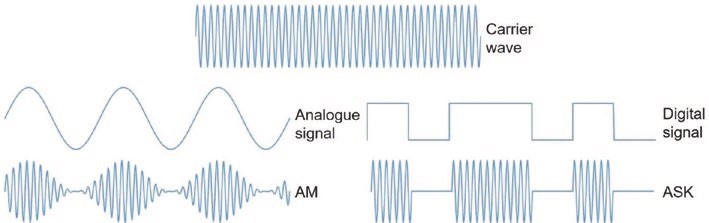 Carrier
wave
Analogue
signal
Digital
signal
AM
ASK